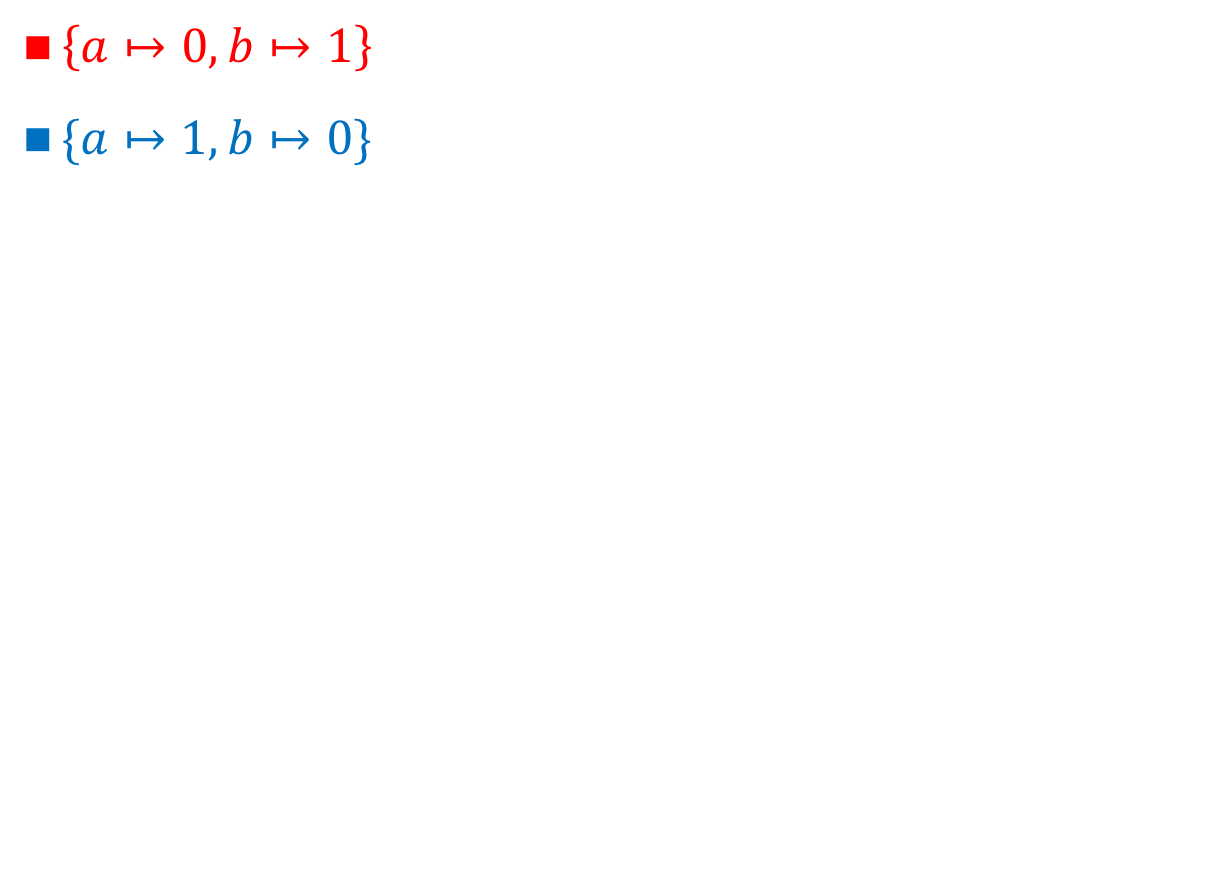 ■ {a ↦ 0, b ↦ 1}
■ {a ↦ 1, b ↦ 0}